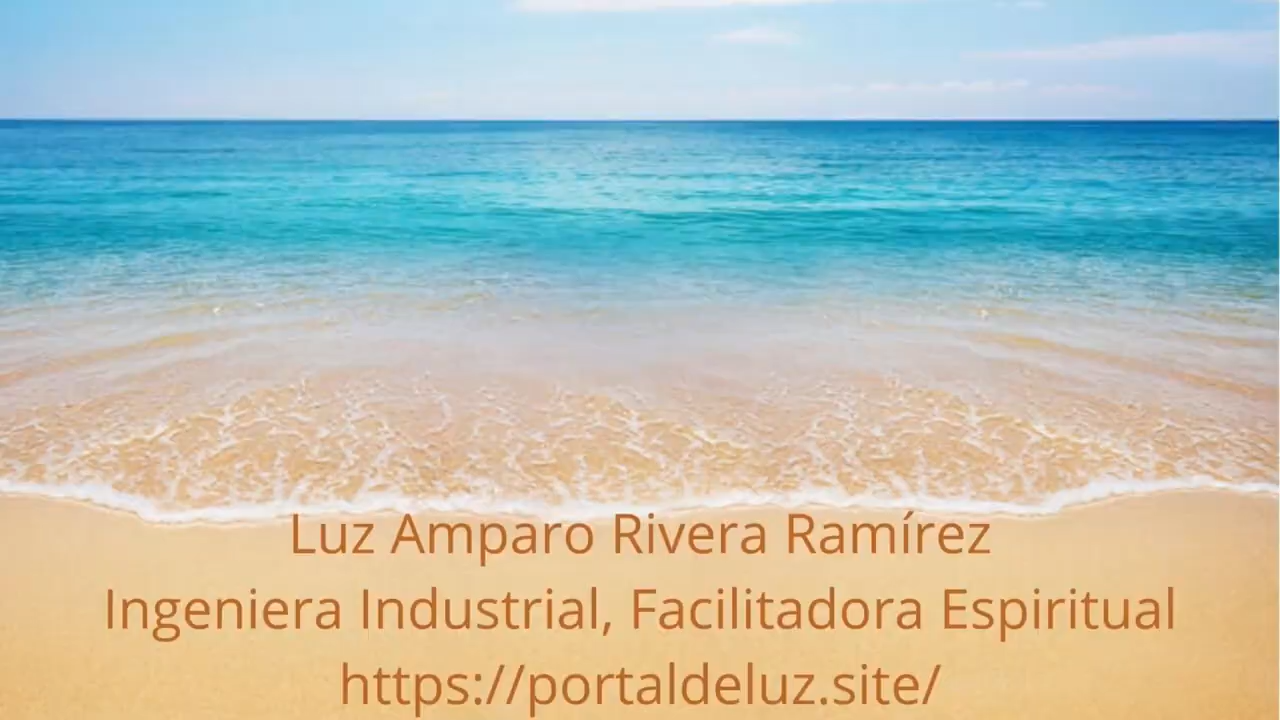 Luz Amparo Rivera Ramírez
Ingeniera Industrial, Facilitadora Espiritual
https://portaldeluz.site/